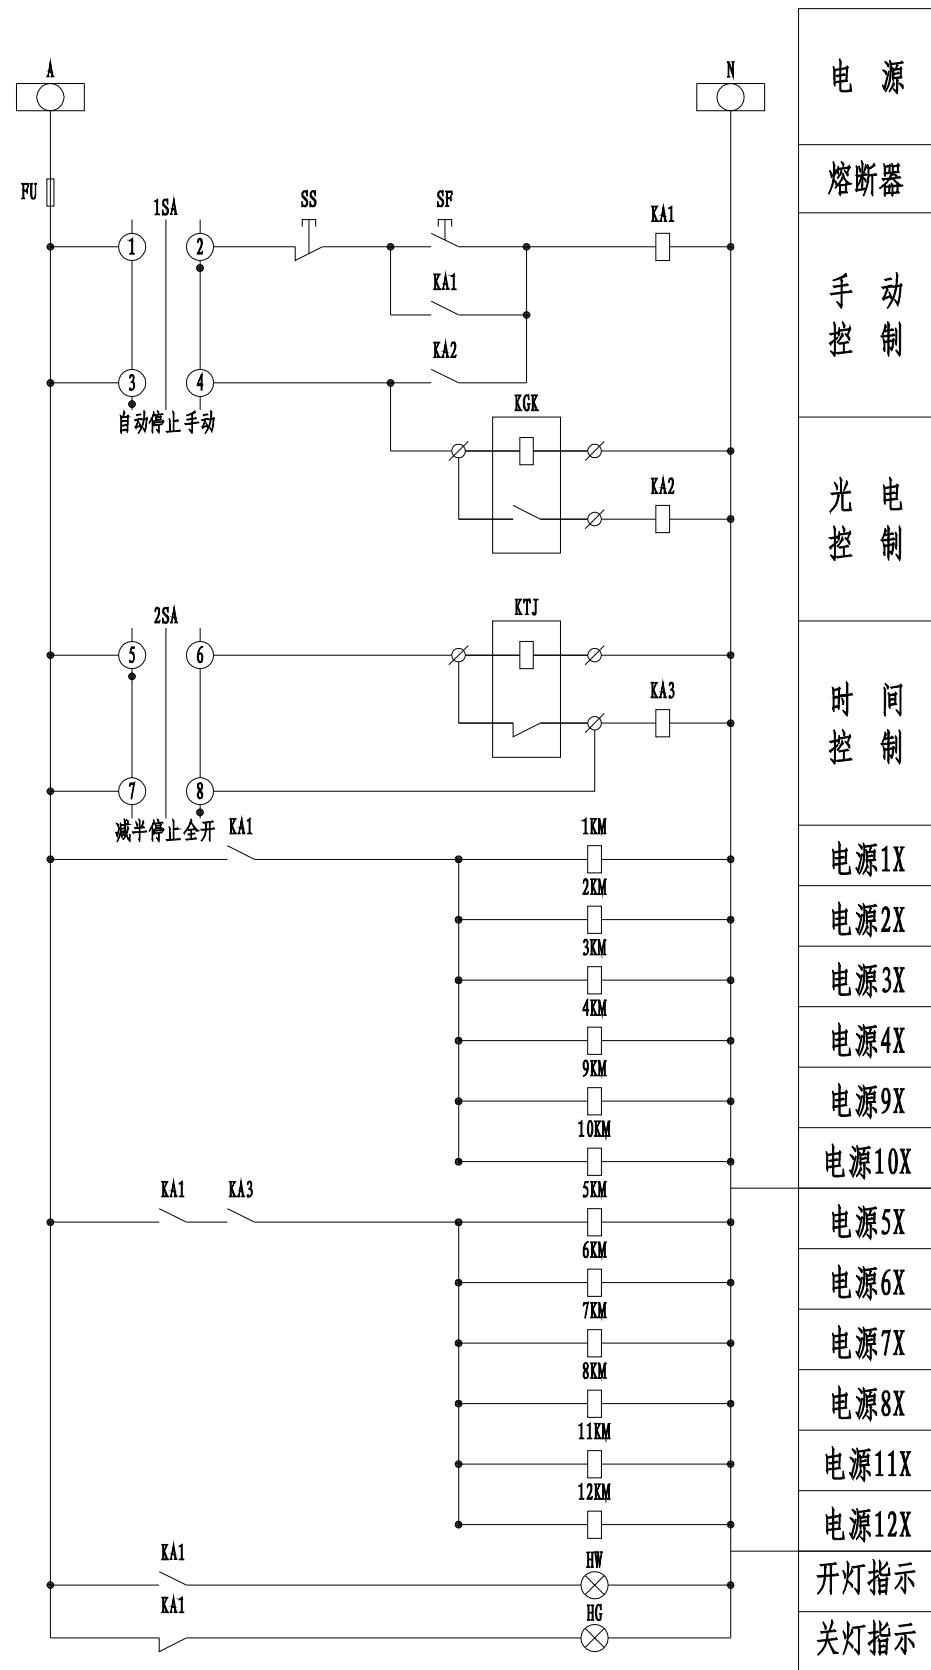 A
N
电 源
FU
熔断器
1SA
SS
SF
KA1
1
2
KA1
手 动
控 制
KA2
3
4
自动停止手动
KGK
KA2
光 电
控 制
2SA
KTJ
5
6
KA3
时 间
控 制
7
8
减半停止全开
KA1
1KM
电源1X
2KM
电源2X
3KM
电源3X
4KM
电源4X
9KM
电源9X
10KM
电源10X
KA1
KA3
5KM
电源5X
6KM
电源6X
7KM
电源7X
8KM
电源8X
11KM
电源11X
12KM
电源12X
KA1
HW
开灯指示
KA1
HG
关灯指示